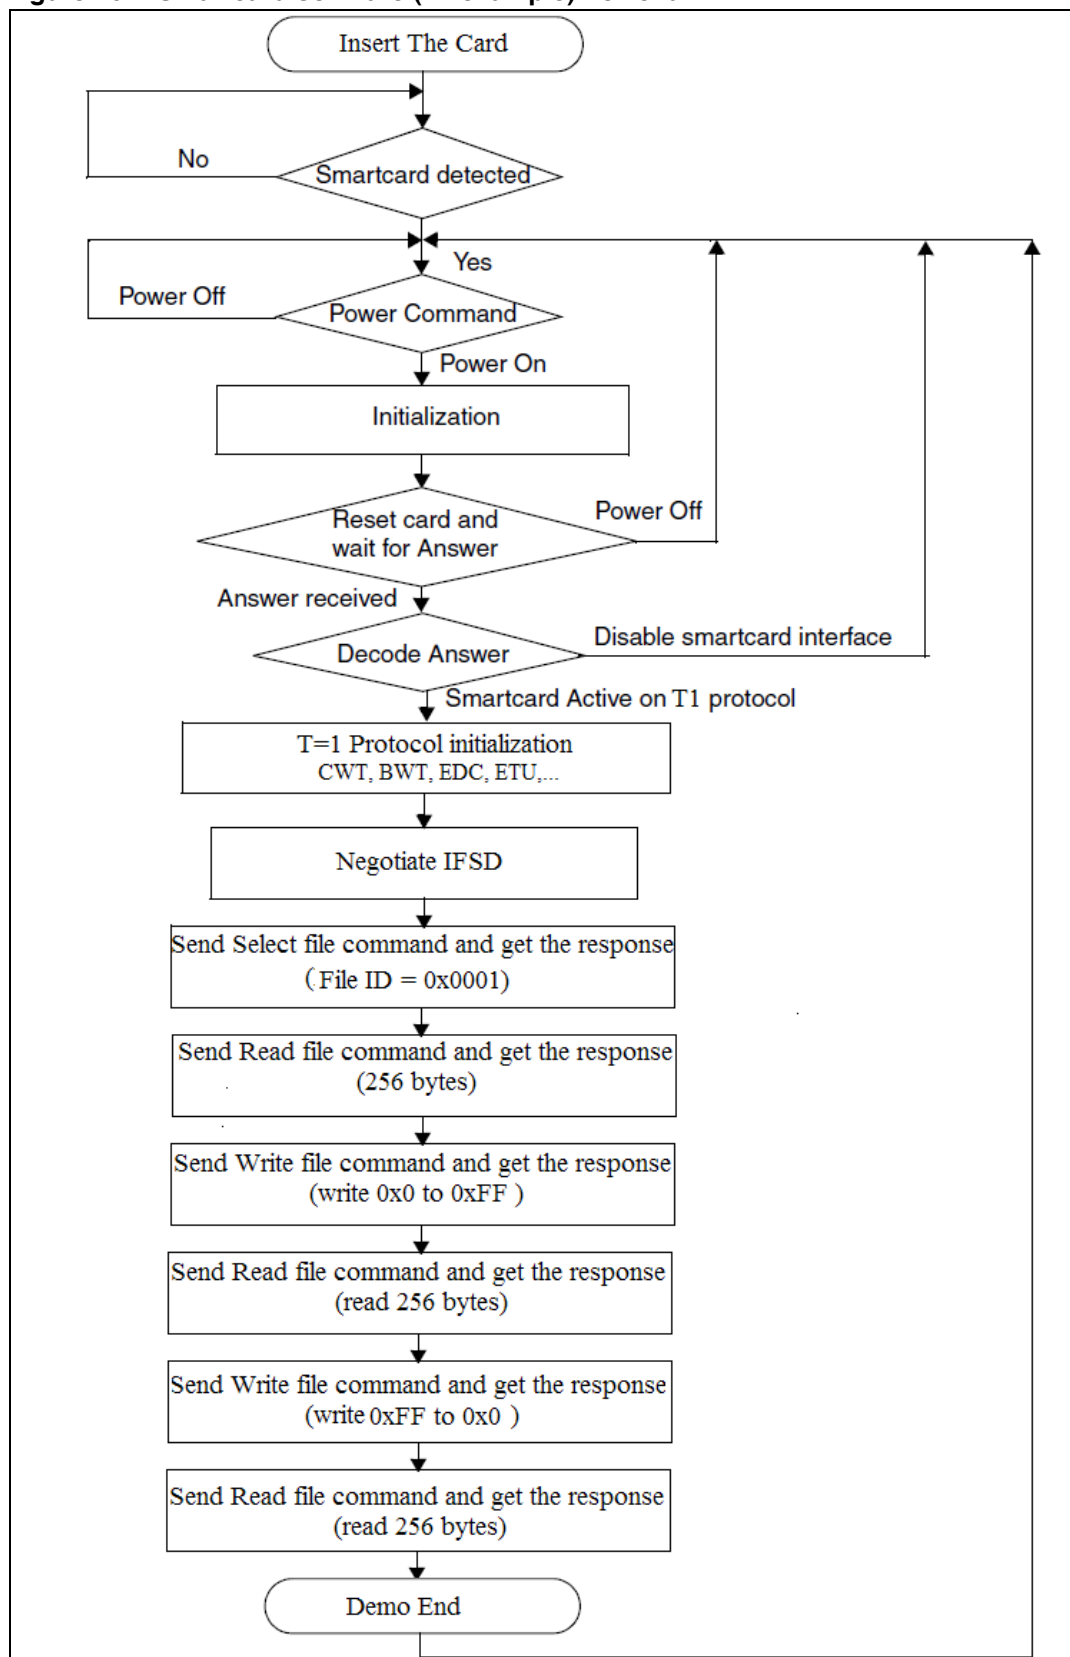 Insert The Card
No
Smartcard detected
Yes
Power Off
Power Command
Power On
Initialization
Reset card and
wait for Answer
Power Off
Answer received
Decode Answer
Disable smartcard interface
Smartcard Active on T1 protocol
T=1 Protocol initialization
CWT, BWT, EDC, ETU,...
Negotiate IFSD
Send Select file command and get the response
( File ID = 0x0001)
Send Read file command and get the response
(256 bytes)
Send Write file command and get the response
(write 0x0 to 0xFF )
Send Read file command and get the response
(read 256 bytes)
Send Write file command and get the response
(write 0xFF to 0x0 )
Send Read file command and get the response
(read 256 bytes)
Demo End